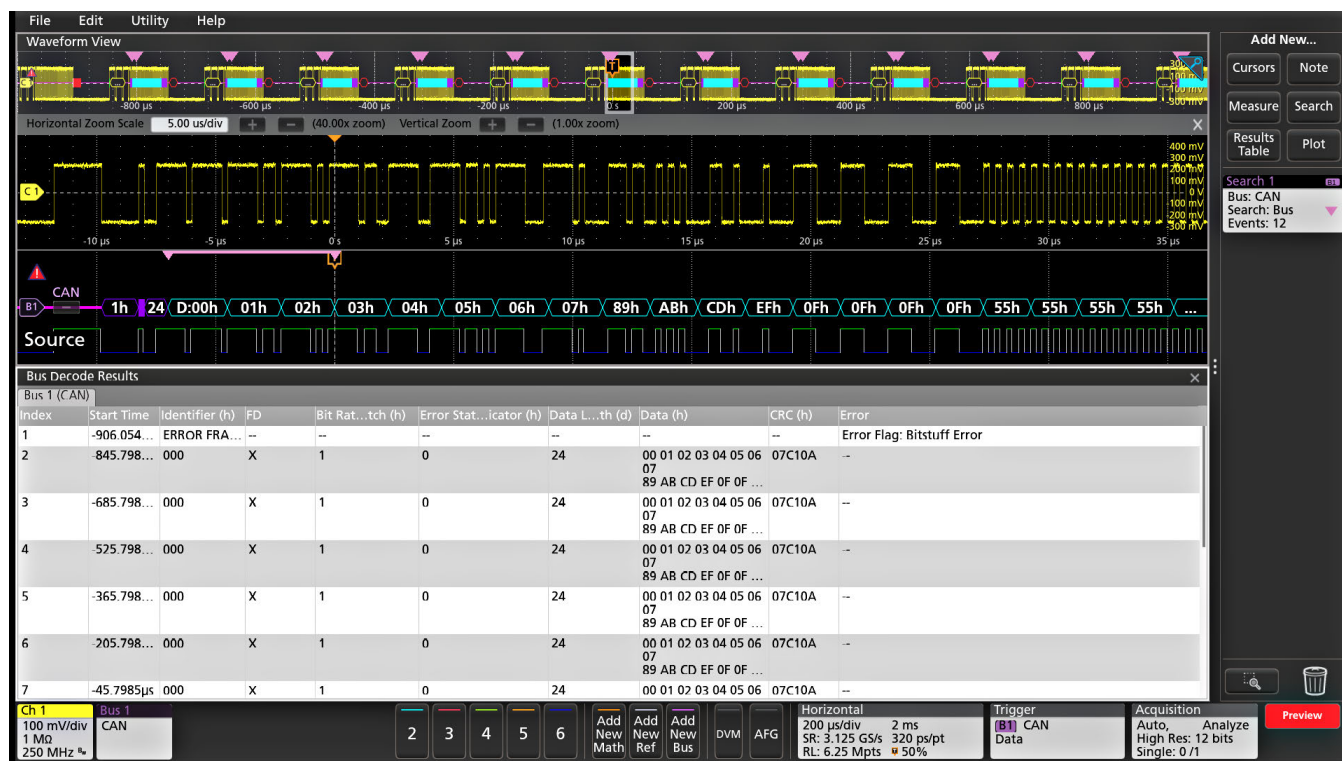 File Edit Utility Help
Waveform View
-800 µs -600 µs -400 µs -200 µs 0 s 200 µs 400 µs 600 µs 800 µs
Horizontal Zoom Scale 5.00 us/div + − (40.00x zoom) Vertical Zoom + − (1.00x zoom) X
400 mV
300 mV
200 mV
100 mV
C 1 0 V
-200 mV
-300 mV
-10 µs -5 µs 0 s 5 µs 10 µs 15 µs 20 µs 25 µs 30 µs 35 µs
CAN
B1 1h 24 D:00h 01h 02h 03h 04h 05h 06h 07h 89h ABh CDh EFh 0Fh 0Fh 0Fh 0Fh 55h 55h 55h 55h ...
Source
Bus Decode Results
Bus 1 (CAN)
Index Start Time Identifier (h) FD Bit Rat...tch (h) Error Stat...icator (h) Data L...th (d) Data (h) CRC (h) Error
1 -906.054... ERROR FRA... -- -- -- -- -- -- Error Flag: Bitstuff Error
2 -845.798... 000 X 1 0 24 00 01 02 03 04 05 06 07C10A --
07
89 AB CD EF 0F 0F ...
3 -685.798... 000 X 1 0 24 00 01 02 03 04 05 06 07C10A --
07
89 AB CD EF 0F 0F ...
4 -525.798... 000 X 1 0 24 00 01 02 03 04 05 06 07C10A --
07
89 AB CD EF 0F 0F ...
5 -365.798... 000 X 1 0 24 00 01 02 03 04 05 06 07C10A --
07
89 AB CD EF 0F 0F ...
6 -205.798... 000 X 1 0 24 00 01 02 03 04 05 06 07C10A --
07
89 AB CD EF 0F 0F ...
7 -45.7985µs 000 X 1 0 24 00 01 02 03 04 05 06 07C10A --
Add New...
Cursors Note
Measure Search
Results Table Plot
Search 1 B1
Bus: CAN
Search: Bus
Events: 12
Ch 1
100 mV/div
1 MΩ
250 MHz
Bus 1
CAN
2 3 4 5 6
Add New Math
Add New Ref
Add New Bus
DVM AFG
Horizontal
200 µs/div 2 ms
SR: 3.125 GS/s 320 ps/pt
RL: 6.25 Mpts 50%
Trigger
B1 CAN
Data
Acquisition
Auto, Analyze
High Res: 12 bits
Single: 0 /1
Preview